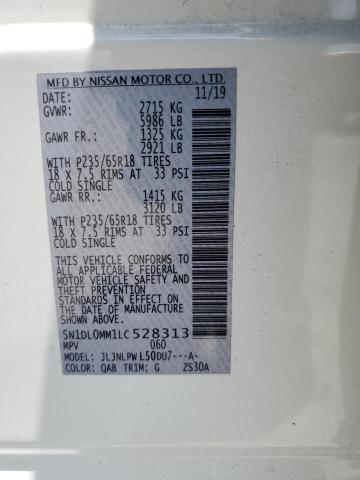 MFD BY NISSAN MOTOR CO., LTD.
DATE: 11/19
GVWR: 2715 KG
5986 LB
GAWR FR.: 1325 KG
2921 LB
WITH P235/65R18 TIRES
18 X 7.5 RIMS AT 33 PSI
COLD SINGLE
GAWR RR.: 1415 KG
3120 LB
WITH P235/65R18 TIRES
18 X 7.5 RIMS AT 33 PSI
COLD SINGLE
THIS VEHICLE CONFORMS TO
ALL APPLICABLE FEDERAL
MOTOR VEHICLE SAFETY AND
THEFT PREVENTION
STANDARDS IN EFFECT ON
THE DATE OF MANUFACTURE
SHOWN ABOVE.
5N1DL0MM1LC528313
MPV 060
MODEL: JLJNLPWL50DU7---A-
COLOR: QAB TRIM: G ZS30A